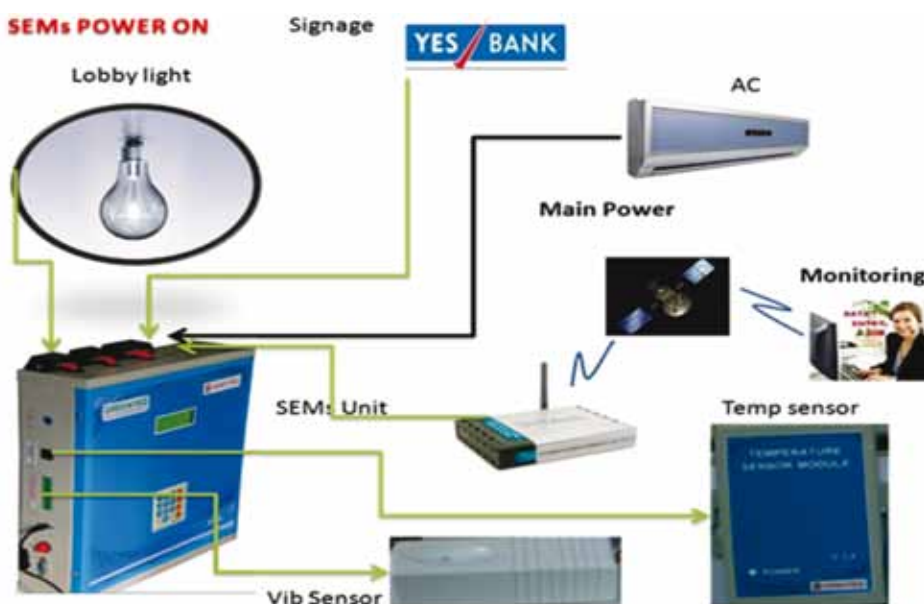 SEMs POWER ON
Signage
YES BANK
Lobby light
AC
Main Power
Monitoring
SEMs Unit
Temp sensor
TEMPERATURE
SENSOR MODULE
POWER
Vib Sensor